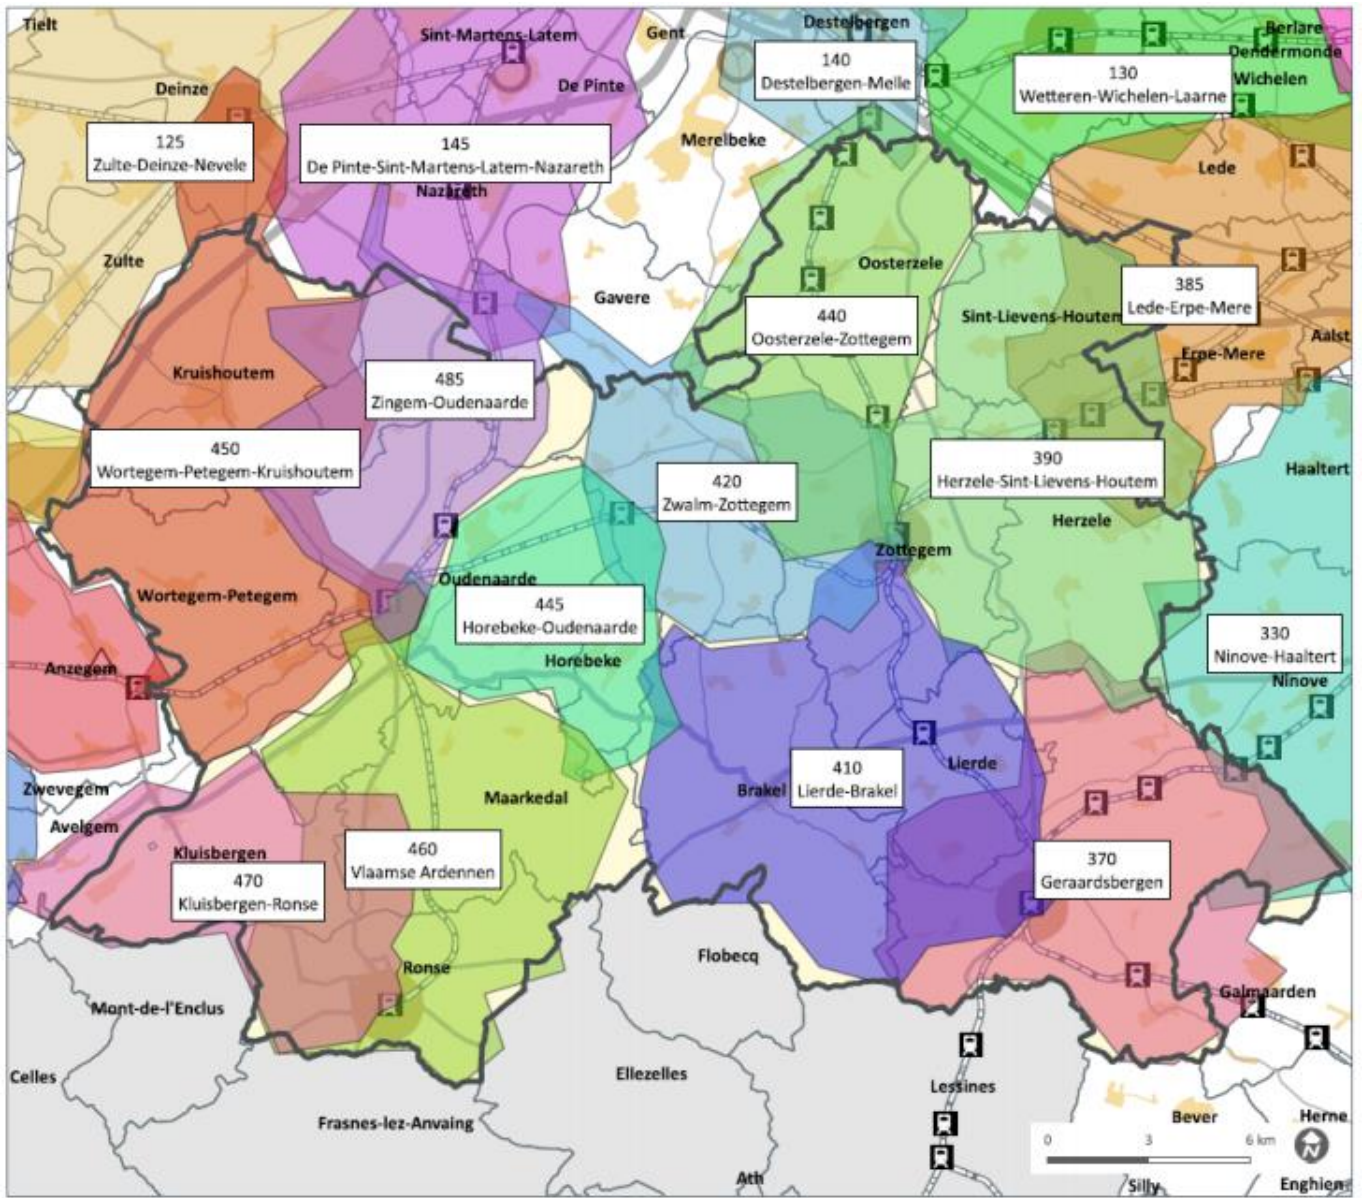 Tielt
Sint-Martens-Latem
Gent
Destelbergen
Berlare
Dendermonde
140
Destelbergen-Melle
130
Wetteren-Wichelen-Laarne
Wichelen
Deinze
De Pinte
125
Zulte-Deinze-Nevele
145
De Pinte-Sint-Martens-Latem-Nazareth
Merelbeke
Lede
Nazareth
Zulte
Oosterzele
Gavere
385
Lede-Erpe-Mere
440
Oosterzele-Zottegem
Sint-Lievens-Houtem
Aalst
Erpe-Mere
Kruishoutem
485
Zingem-Oudenaarde
450
Wortegem-Petegem-Kruishoutem
390
Herzele-Sint-Lievens-Houtem
420
Zwalm-Zottegem
Haaltert
Herzele
Zottegem
Oudenaarde
Wortegem-Petegem
445
Horebeke-Oudenaarde
330
Ninove-Haaltert
Horebeke
Anzegem
Ninove
Lierde
410
Lierde-Brakel
Zwevegem
Brakel
Maarkedal
Avelgem
Kluisbergen
460
Vlaamse Ardennen
370
Geraardsbergen
470
Kluisbergen-Ronse
Flobecq
Ronse
Galmaarden
Mont-de-l'Enclus
Celles
Ellezelles
Lessines
Frasnes-lez-Anvaing
Bever
Herne
0 3 6 km
N
Ath
Silly
Enghien